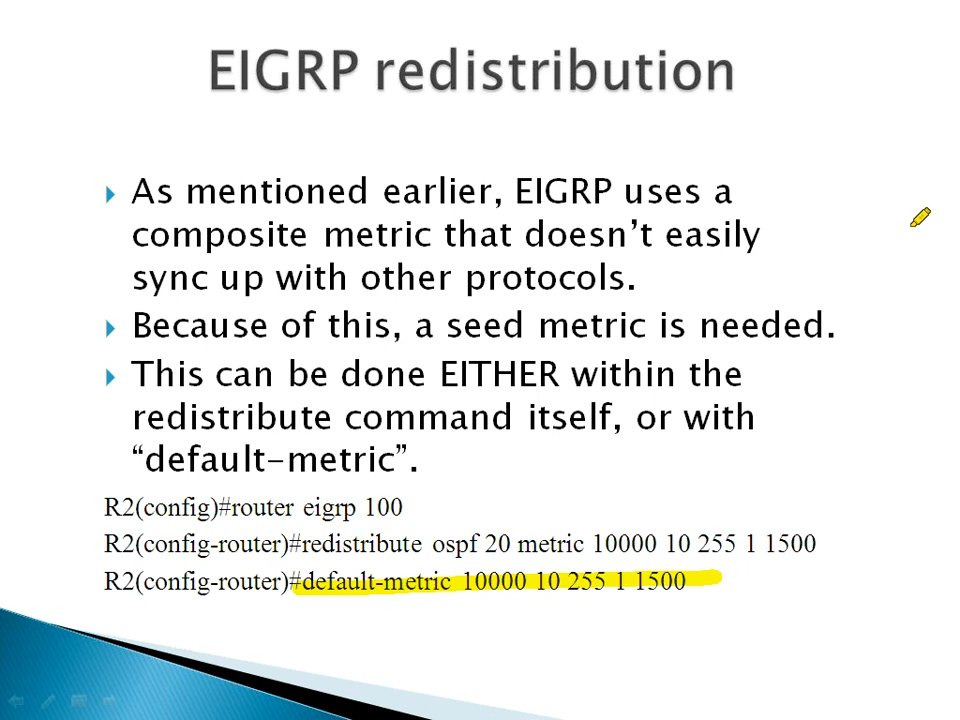 EIGRP redistribution
As mentioned earlier, EIGRP uses a
composite metric that doesn’t easily
sync up with other protocols.
Because of this, a seed metric is needed.
This can be done EITHER within the
redistribute command itself, or with
“default-metric”.
R2(config)#router eigrp 100
R2(config-router)#redistribute ospf 20 metric 10000 10 255 1 1500
R2(config-router)#default-metric 10000 10 255 1 1500